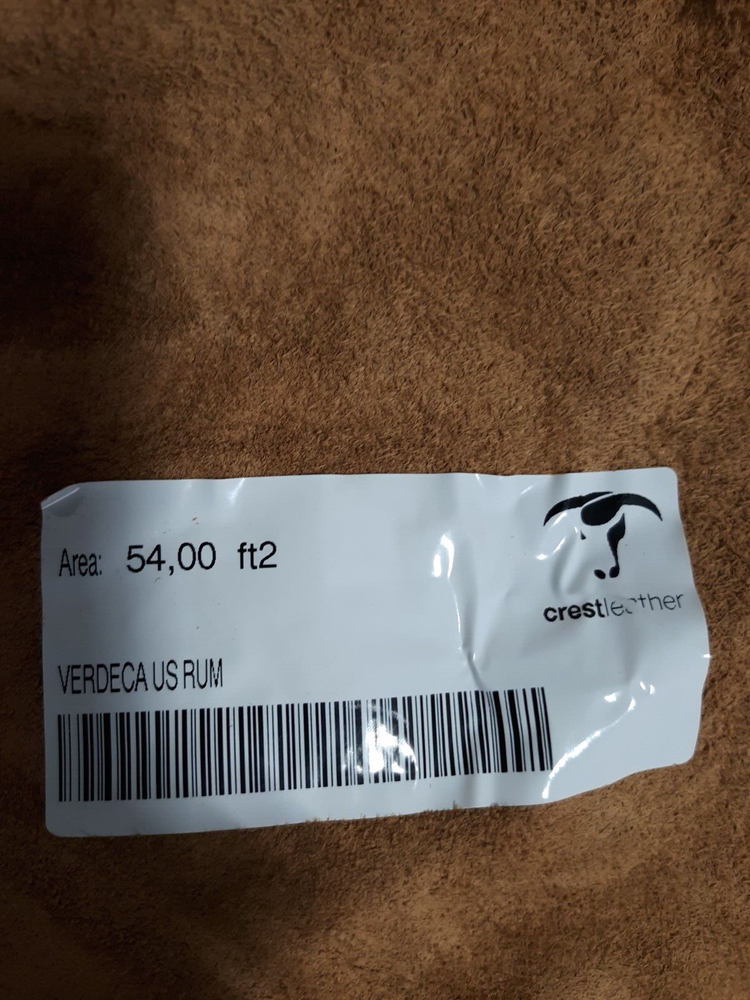 Area: 54,00 ft2
crestleather
VERDECA US RUM